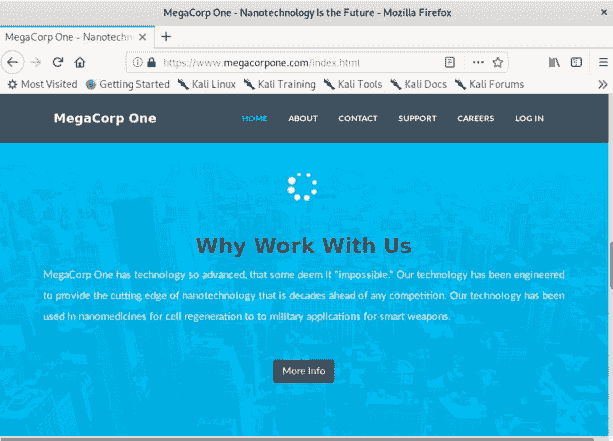 MegaCorp One - Nanotechnology Is the Future - Mozilla Firefox
MegaCorp One - Nanotechn
https://www.megacorpone.com/index.html
Most Visited Getting Started Kali Linux Kali Training Kali Tools Kali Docs Kali Forums
MegaCorp One HOME ABOUT CONTACT SUPPORT CAREERS LOG IN
Why Work With Us
MegaCorp One has technology so advanced, that some deem it "impossible." Our technology has been engineered
to provide the cutting edge of nanotechnology that is decades ahead of any competition. Our technology has been
used in nanomedicines for cell regeneration to to military applications for smart weapons.
More Info